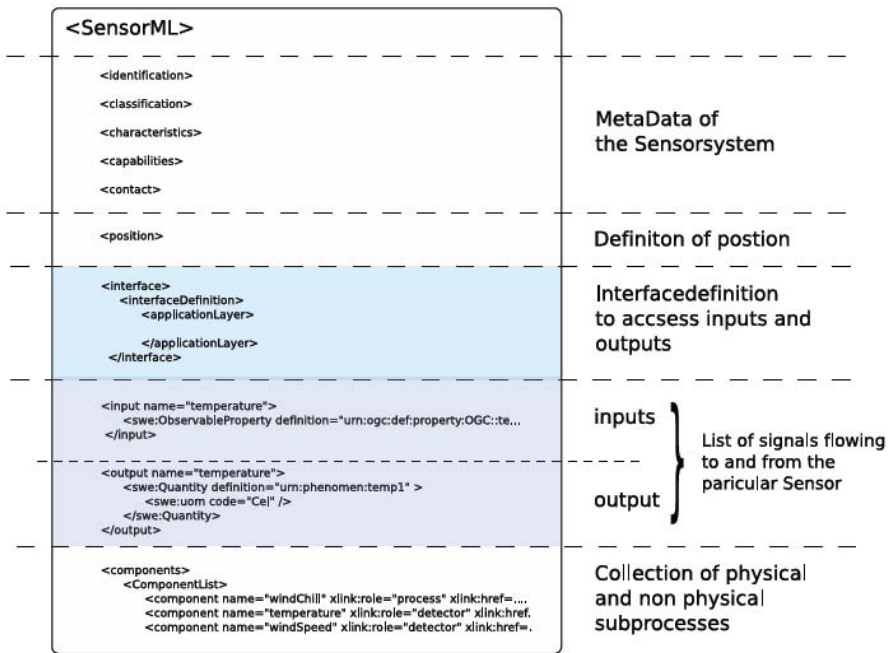 <SensorML>
<identification>
<classification>
<characteristics>
<capabilities>
<contact>
MetaData of
the Sensorsystem
<position>
Definiton of postion
<interface>
<interfaceDefinition>
<applicationLayer>
</applicationLayer>
</interface>
Interfacedefinition
to accsess inputs and
outputs
<input name="temperature">
<swe:ObservableProperty definition="urn:ogc:def:property:OGC::te...
</input>
inputs
<output name="temperature">
<swe:Quantity definition="urn:phenomen:temp1" >
<swe:uom code="Cel" />
</swe:Quantity>
</output>
output
List of signals flowing
to and from the
paricular Sensor
<components>
<ComponentList>
<component name="windChill" xlink:role="process" xlink:href=....
<component name="temperature" xlink:role="detector" xlink:href.
<component name="windSpeed" xlink:role="detector" xlink:href=.
Collection of physical
and non physical
subprocesses